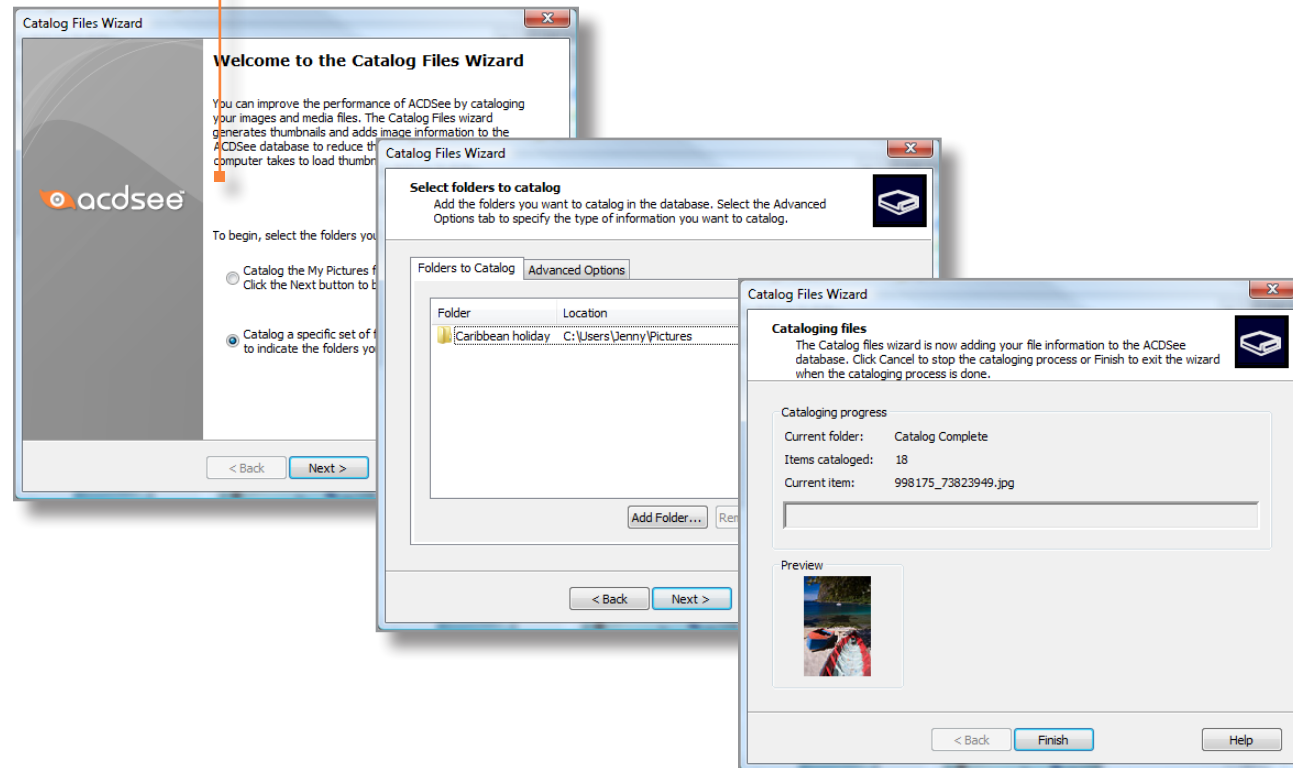 Catalog Files Wizard
Welcome to the Catalog Files Wizard
You can improve the performance of ACDSee by cataloging
your images and media files. The Catalog Files wizard
generates thumbnails and adds image information to the
ACDSee database to reduce
computer takes to load
acdsee
To begin, select the folders
Catalog the My Pictures
Click the Next button to
Catalog a specific set of
to indicate the folders
< Back
Next >
Catalog Files Wizard
Select folders to catalog
Add the folders you want to catalog in the database. Select the Advanced
Options tab to specify the type of information you want to catalog.
Folders to Catalog
Advanced Options
Folder
Location
Caribbean holiday
C:\Users\Jenny\Pictures
Add Folder...
< Back
Next >
Catalog Files Wizard
Cataloging files
The Catalog files wizard is now adding your file information to the ACDSee
database. Click Cancel to stop the cataloging process or Finish to exit the wizard
when the cataloging process is done.
Cataloging progress
Current folder:
Catalog Complete
Items cataloged:
18
Current item:
998175_73823949.jpg
Preview
< Back
Finish
Help